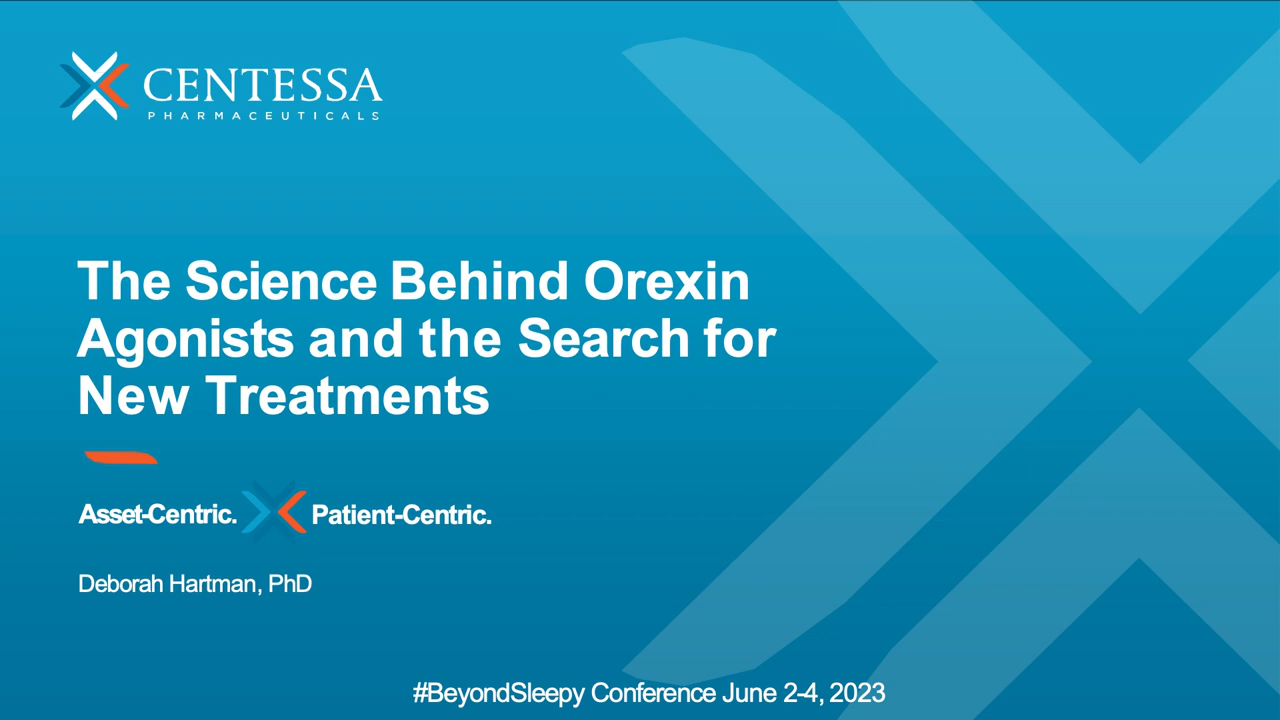 CENTESSA
PHARMACEUTICALS
The Science Behind Orexin
Agonists and the Search for
New Treatments
Asset-Centric. Patient-Centric.
Deborah Hartman, PhD
#BeyondSleepy Conference June 2-4, 2023